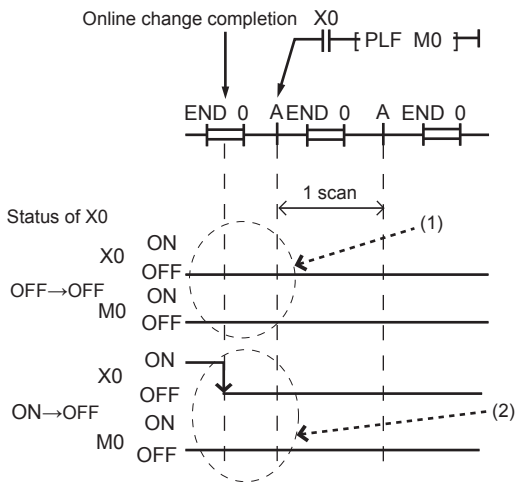 Online change completion X0
[ PLF M0 ]
END 0 A END 0 A END 0
1 scan
Status of X0
(1)
X0 ON
OFF
OFF→OFF
M0 ON
OFF
X0 ON
OFF
ON→OFF
(2)
M0 ON
OFF